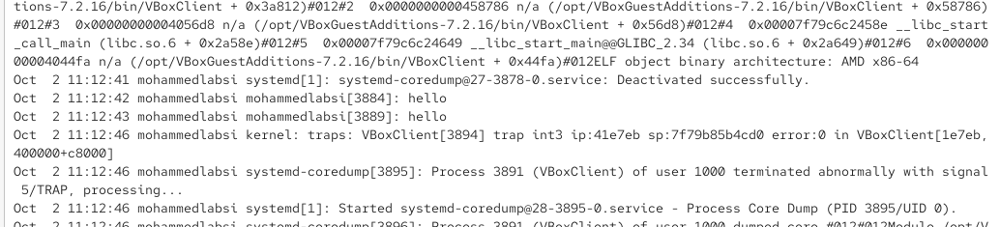 tions-7.2.16/bin/VBoxClient + 0x3a812)#012#2  0x0000000000458786 n/a (/opt/VBoxGuestAdditions-7.2.16/bin/VBoxClient + 0x58786)
#012#3  0x00000000004056d8 n/a (/opt/VBoxGuestAdditions-7.2.16/bin/VBoxClient + 0x56d8)#012#4  0x00007f79c6c2458e __libc_start
_call_main (libc.so.6 + 0x2a58e)#012#5  0x00007f79c6c24649 __libc_start_main@@GLIBC_2.34 (libc.so.6 + 0x2a649)#012#6  0x000000
00004044fa n/a (/opt/VBoxGuestAdditions-7.2.16/bin/VBoxClient + 0x44fa)#012ELF object binary architecture: AMD x86-64
Oct  2 11:12:41 mohammedlabsi systemd[1]: systemd-coredump@27-3878-0.service: Deactivated successfully.
Oct  2 11:12:42 mohammedlabsi mohammedlabsi[3884]: hello
Oct  2 11:12:43 mohammedlabsi mohammedlabsi[3889]: hello
Oct  2 11:12:46 mohammedlabsi kernel: traps: VBoxClient[3894] trap int3 ip:41e7eb sp:7f79b85b4cd0 error:0 in VBoxClient[1e7eb,
400000+c8000]
Oct  2 11:12:46 mohammedlabsi systemd-coredump[3895]: Process 3891 (VBoxClient) of user 1000 terminated abnormally with signal
 5/TRAP, processing...
Oct  2 11:12:46 mohammedlabsi systemd[1]: Started systemd-coredump@28-3895-0.service - Process Core Dump (PID 3895/UID 0).
Oct  2 11:12:46 mohammedlabsi systemd-coredump[3896]: Process 3891 (VBoxClient) of user 1000 dumped core.#012#012Module /opt/V